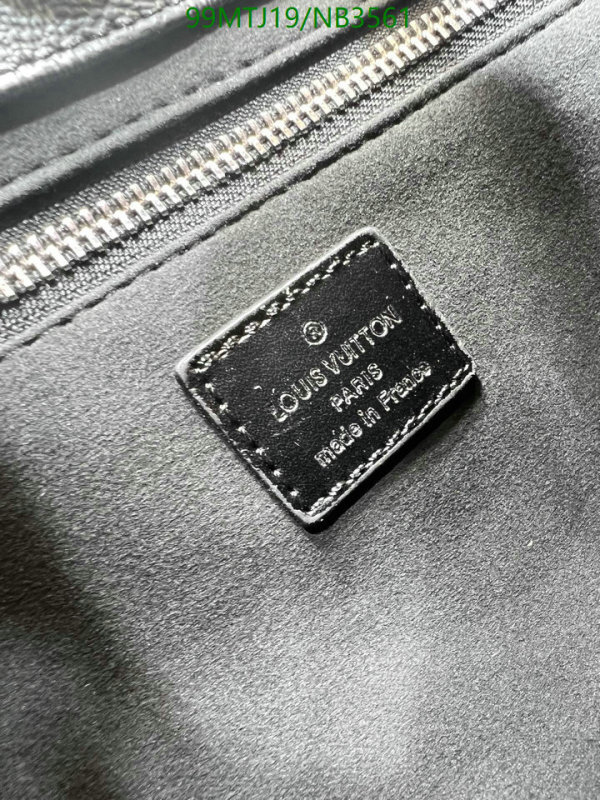 99MTJ19/NB3561
®
LOUIS VUITTON
PARIS
made in France